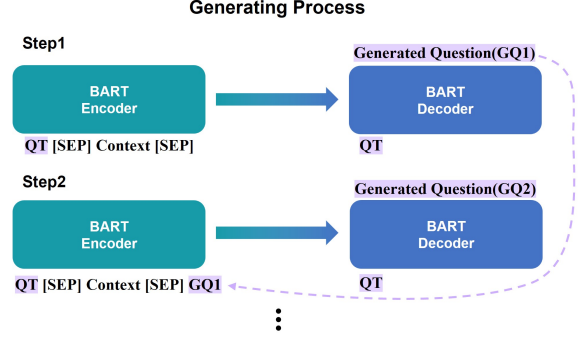 Generating Process
Step1
Generated Question(GQ1)
BART
Encoder
BART
Decoder
QT [SEP] Context [SEP]
QT
Step2
Generated Question(GQ2)
BART
Encoder
BART
Decoder
QT [SEP] Context [SEP] GQ1
QT